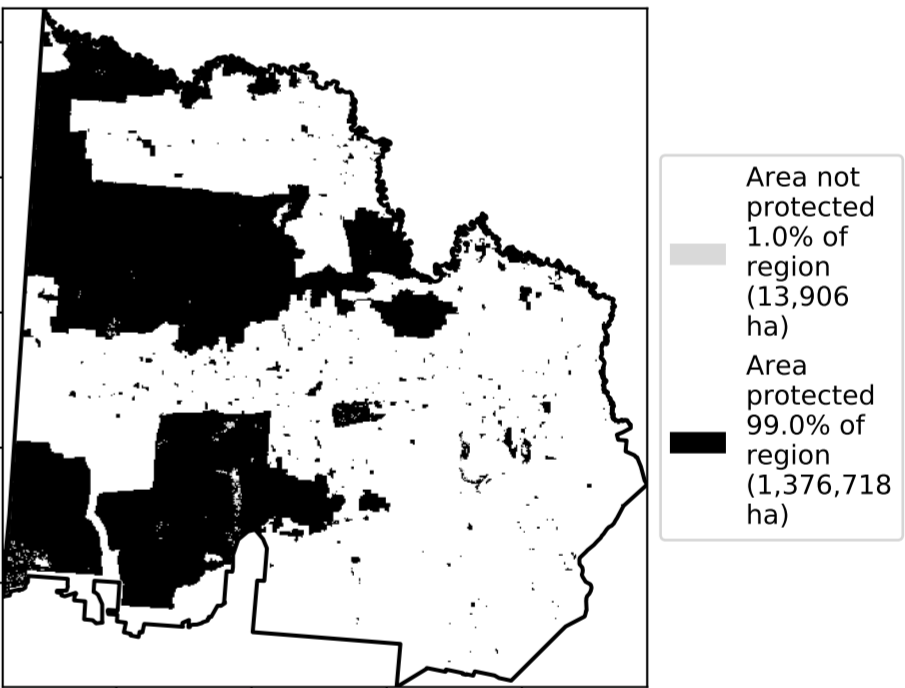 Area not
protected
1.0% of
region
(13,906
ha)
Area
protected
99.0% of
region
(1,376,718
ha)